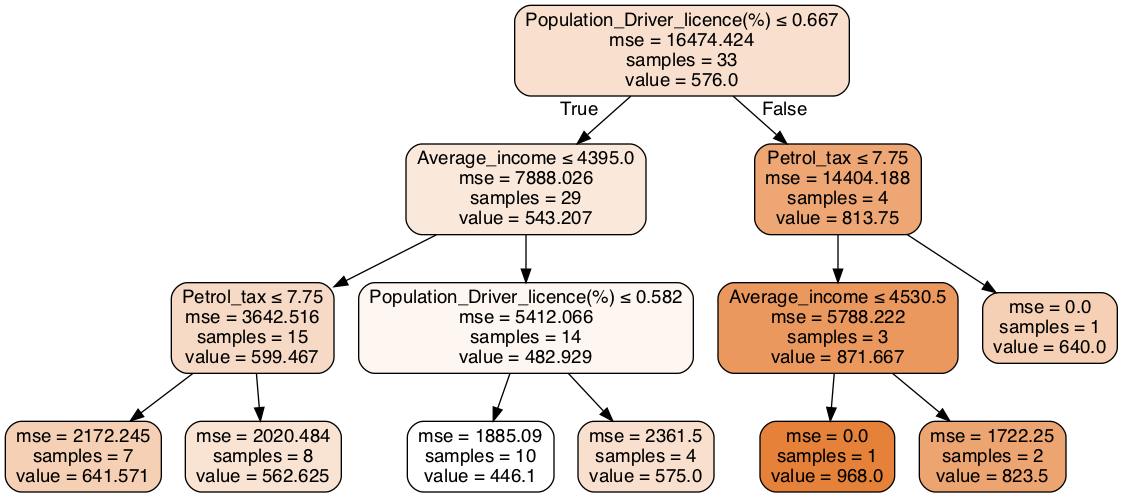 Population_Driver_licence(%) ≤ 0.667
mse = 16474.424
samples = 33
value = 576.0
True
False
Average_income ≤ 4395.0
mse = 7888.026
samples = 29
value = 543.207
Petrol_tax ≤ 7.75
mse = 14404.188
samples = 4
value = 813.75
Petrol_tax ≤ 7.75
mse = 3642.516
samples = 15
value = 599.467
Population_Driver_licence(%) ≤ 0.582
mse = 5412.066
samples = 14
value = 482.929
Average_income ≤ 4530.5
mse = 5788.222
samples = 3
value = 871.667
mse = 0.0
samples = 1
value = 640.0
mse = 2172.245
samples = 7
value = 641.571
mse = 2020.484
samples = 8
value = 562.625
mse = 1885.09
samples = 10
value = 446.1
mse = 2361.5
samples = 4
value = 575.0
mse = 0.0
samples = 1
value = 968.0
mse = 1722.25
samples = 2
value = 823.5